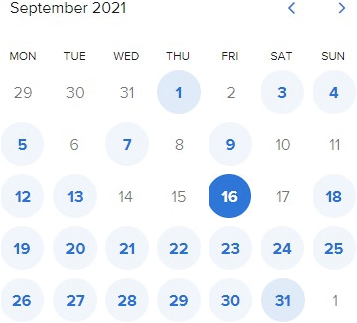 September 2021
MON TUE WED THU FRI SAT SUN
29 30 31 1 2 3 4
5 6 7 8 9 10 11
12 13 14 15 16 17 18
19 20 21 22 23 24 25
26 27 28 29 30 31 1